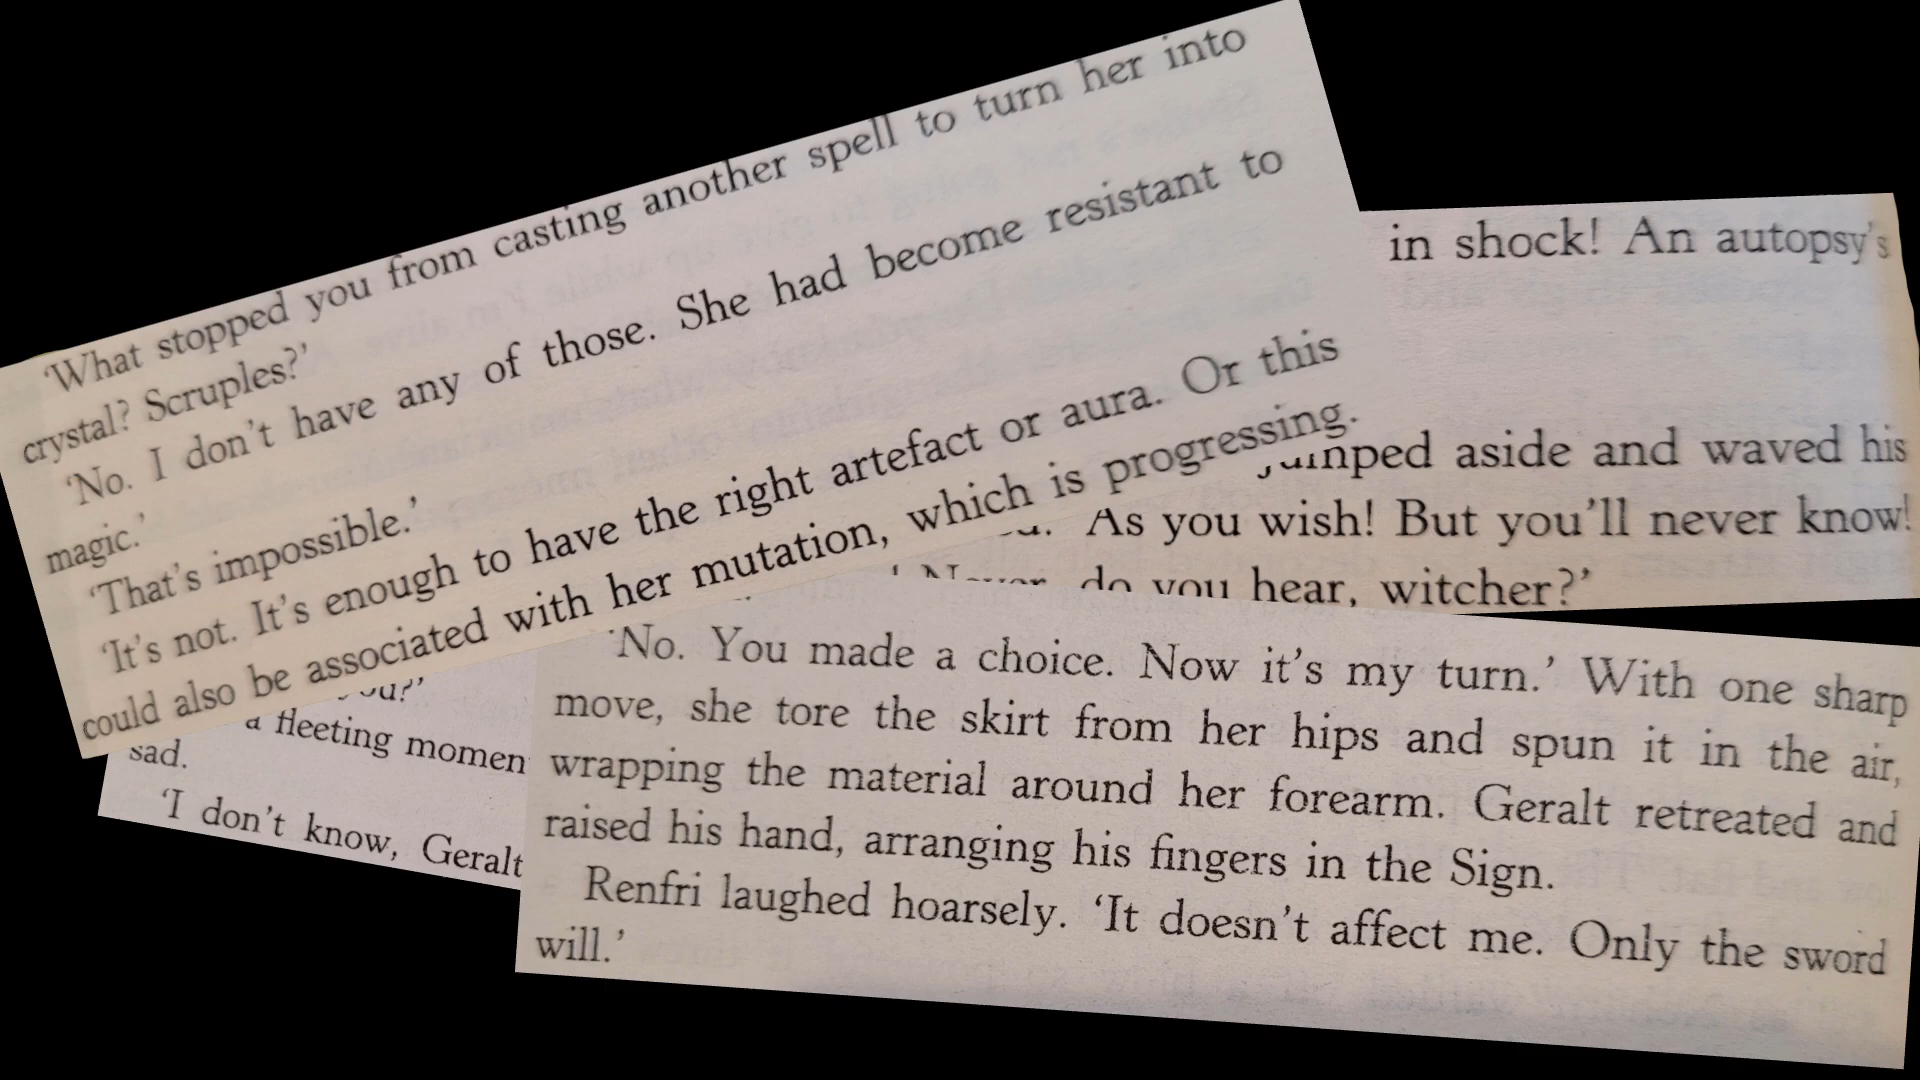 'What stopped you from casting another spell to turn her into
crystal? Scruples?'
'No. I don't have any of those. She had become resistant to
magic.'
'That's impossible.'
'It's not. It's enough to have the right artefact or aura. Or this
could also be associated with her mutation, which is progressing.
in shock! An autopsy's
aside and waved his
As you wish! But you'll never know!
do you hear, witcher?'
a fleeting momen
sad.
'I don't know, Geralt
'No. You made a choice. Now it's my turn.' With one sharp
move, she tore the skirt from her hips and spun it in the air,
wrapping the material around her forearm. Geralt retreated and
raised his hand, arranging his fingers in the Sign.
Renfri laughed hoarsely. 'It doesn't affect me. Only the sword
will.'